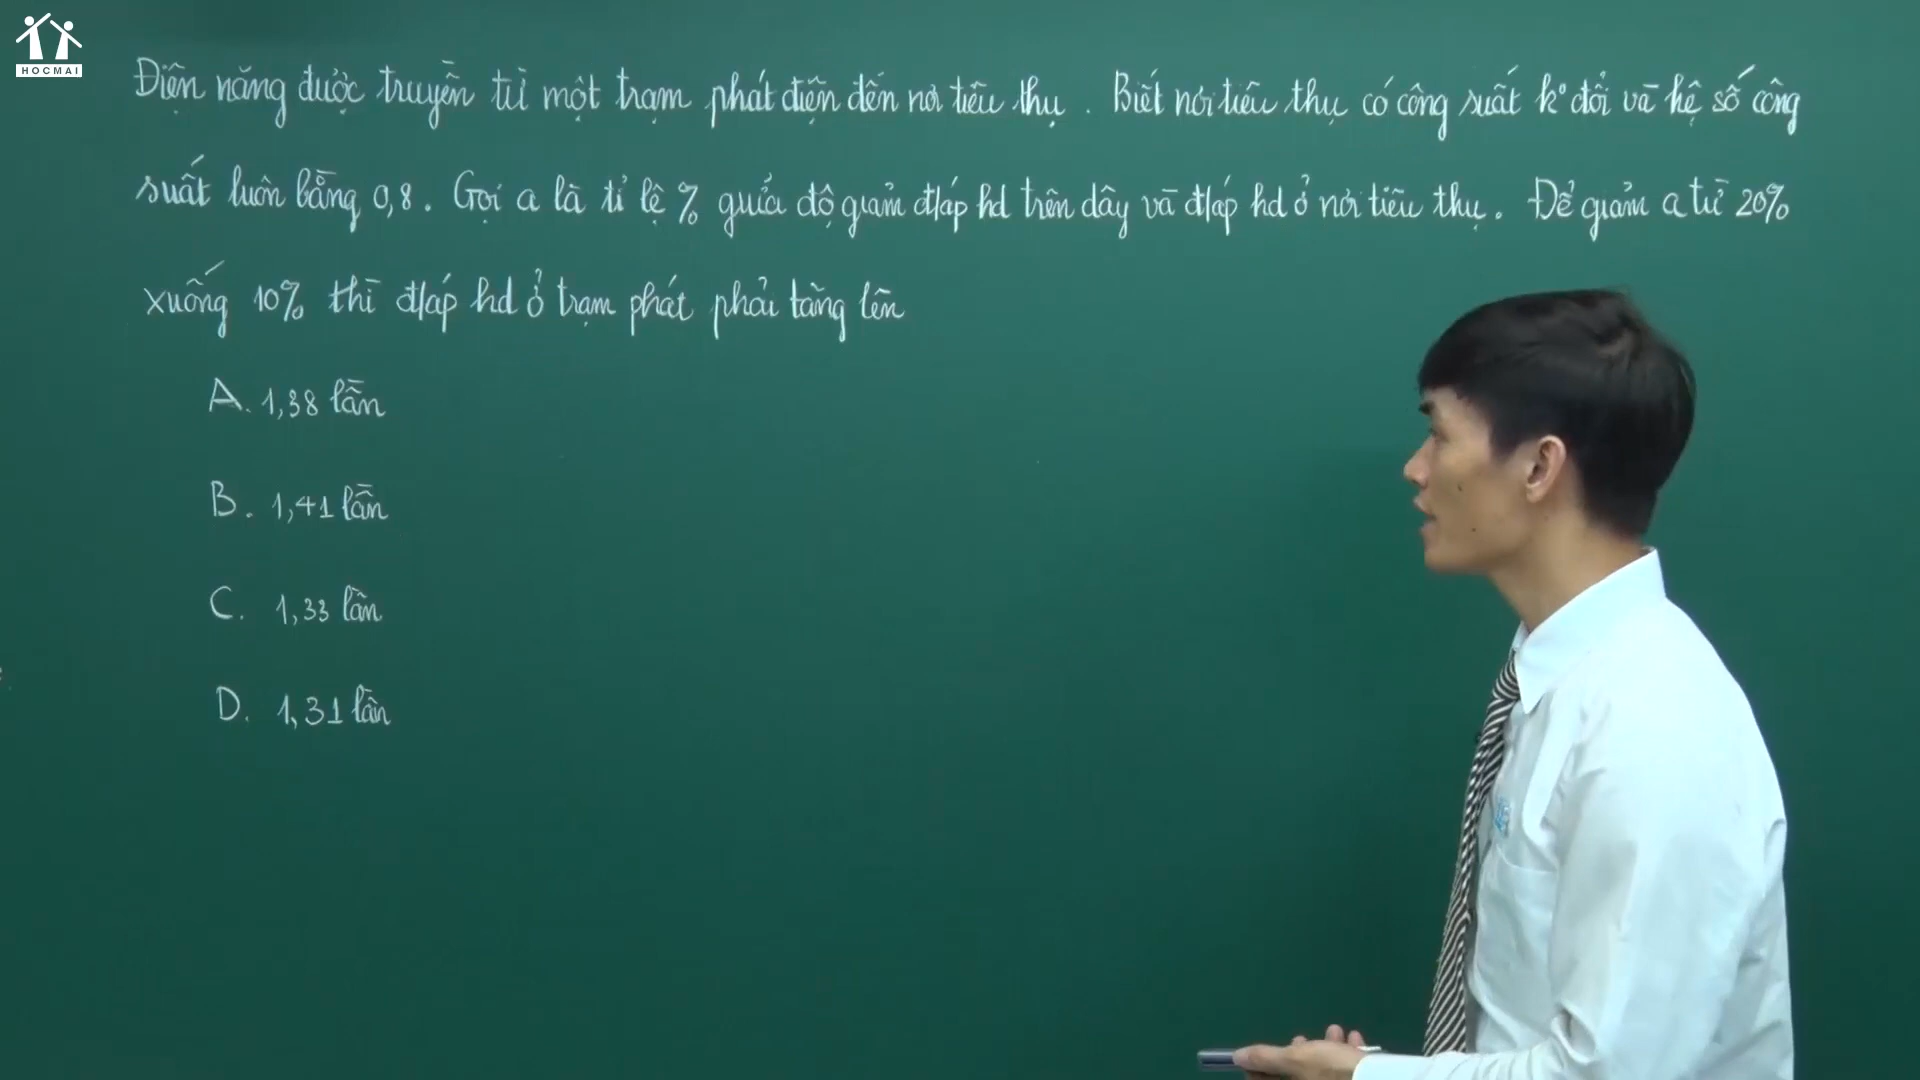 HOCMAI
Điện năng được truyền từ một trạm phát điện đến nơi tiêu thụ. Biết nơi tiêu thụ có công suất k° đổi và hệ số công
suất luôn bằng 0,8. Gọi a là tỉ lệ % giữa độ giảm đ/áp hd trên dây và đ/áp hd ở nơi tiêu thụ. Để giảm a từ 20%
xuống 10% thì đ/áp hd ở trạm phát phải tăng lên
A. 1,38 lần
B. 1,41 lần
C. 1,33 lần
D. 1,31 lần